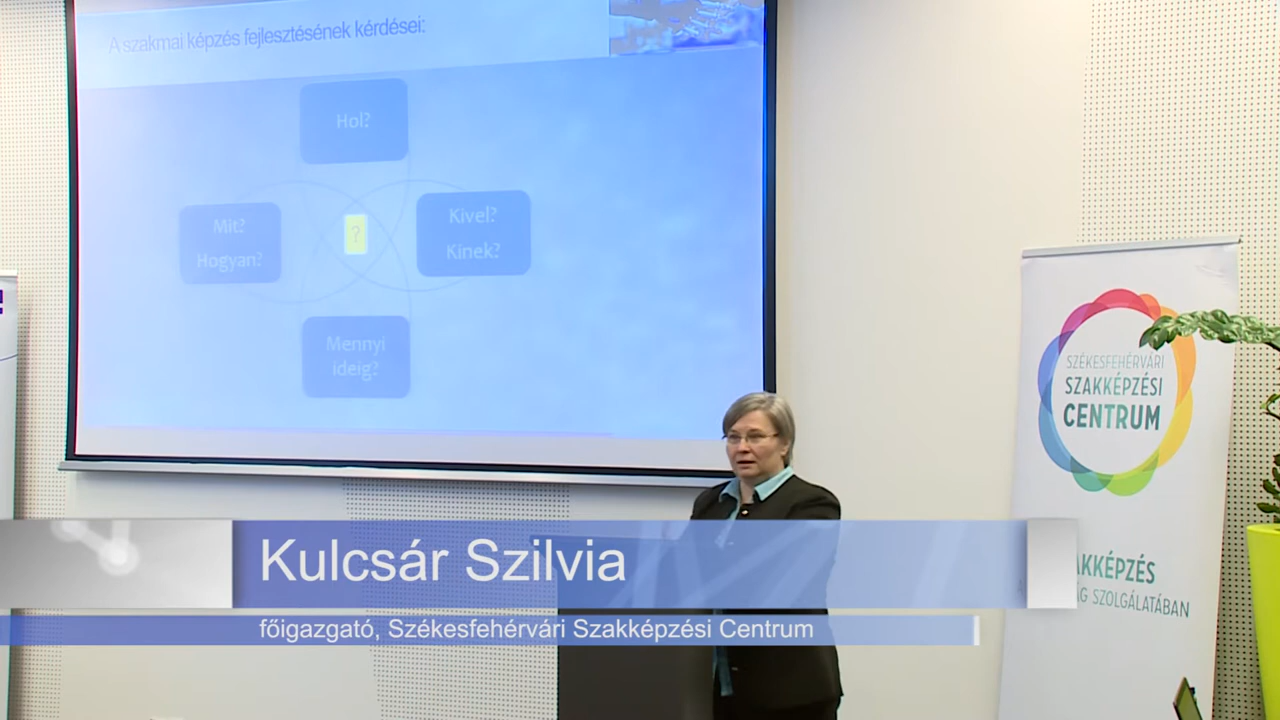 A szakmai képzés fejlesztésének kérdései:
Hol?
Mit?
Hogyan?
?
Kivel?
Kinek?
Mennyi
ideig?
SZÉKESFEHÉRVÁRI
SZAKKÉPZÉSI
CENTRUM
Kulcsár Szilvia
főigazgató, Székesfehérvári Szakképzési Centrum
AKKÉPZÉS
ÁG SZOLGÁLATÁBAN